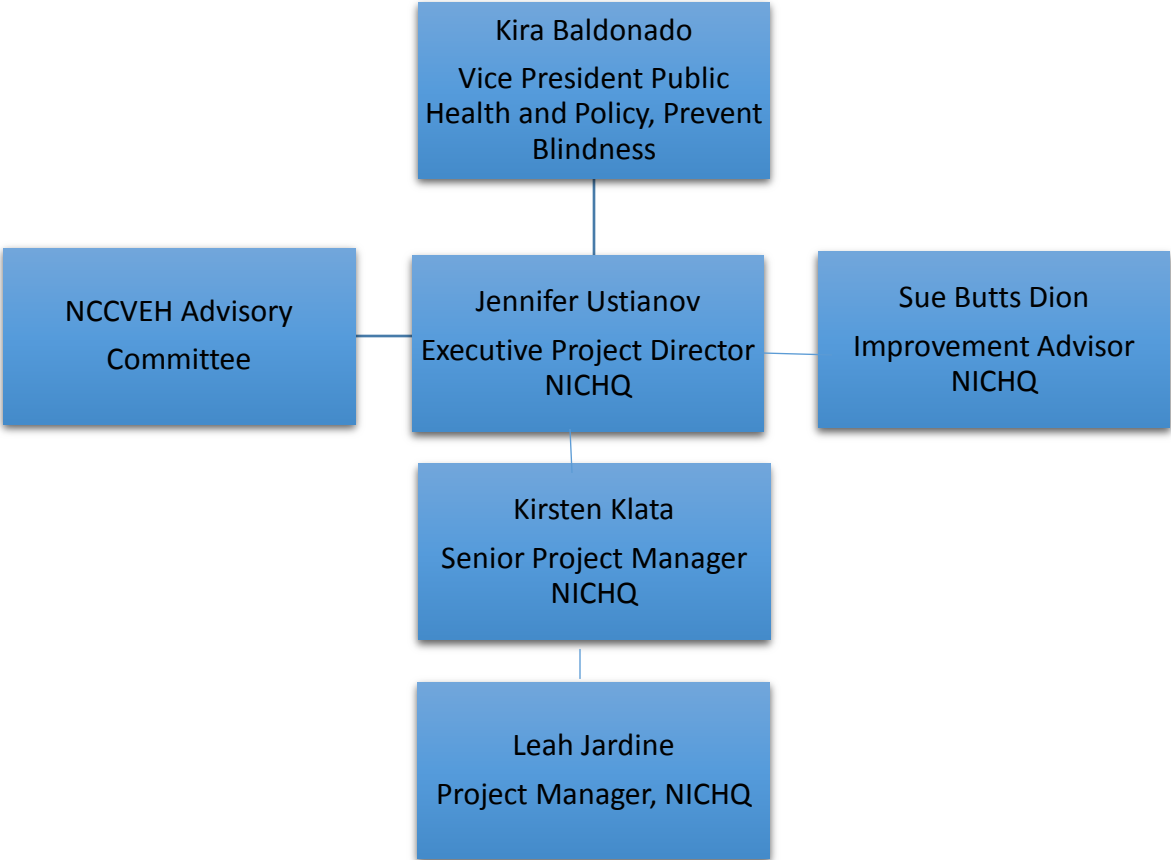 Kira Baldonado
Vice President Public
Health and Policy, Prevent
Blindness
NCCVEH Advisory
Committee
Jennifer Ustianov
Executive Project Director
NICHQ
Sue Butts Dion
Improvement Advisor
NICHQ
Kirsten Klata
Senior Project Manager
NICHQ
Leah Jardine
Project Manager, NICHQ